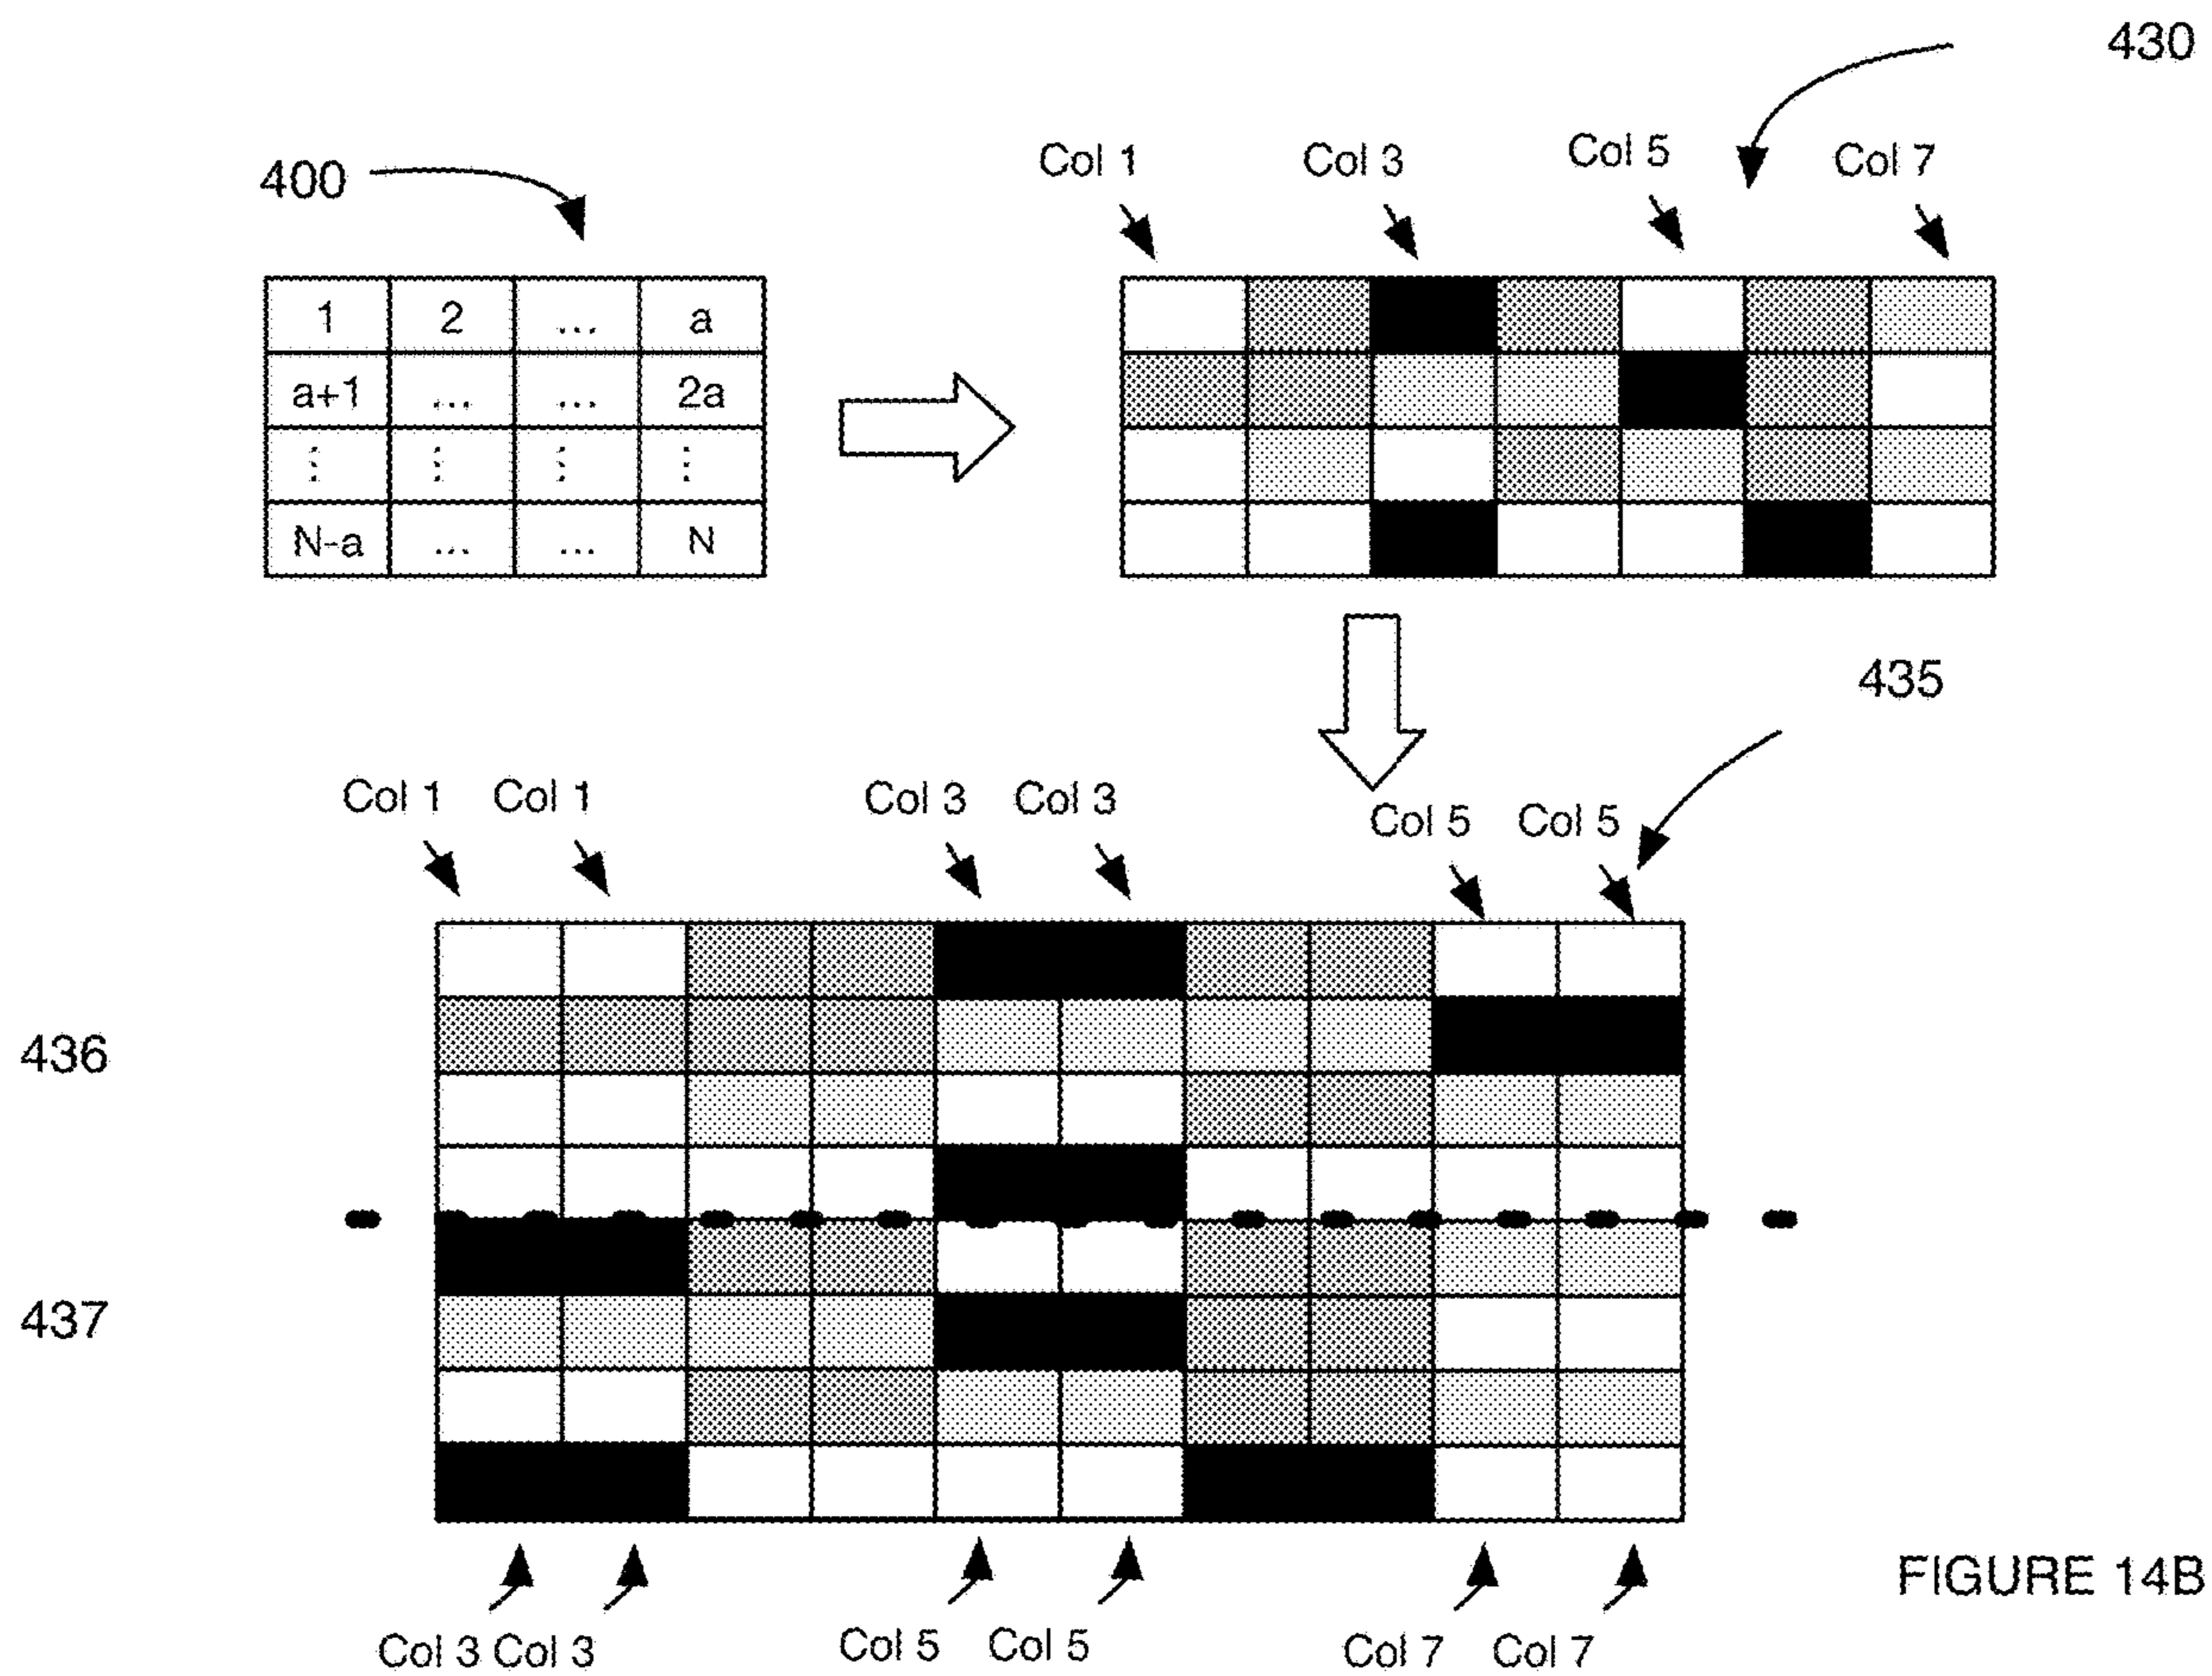 430
Col 1 Col 3 Col 5 Col 7
400
1 2 ... a
a+1 ... ... 2a
⋮ ⋮ ⋮ ⋮
N-a ... ... N
435
Col 1 Col 1 Col 3 Col 3 Col 5 Col 5
436
437
Col 3 Col 3 Col 5 Col 5 Col 7 Col 7
FIGURE 14B